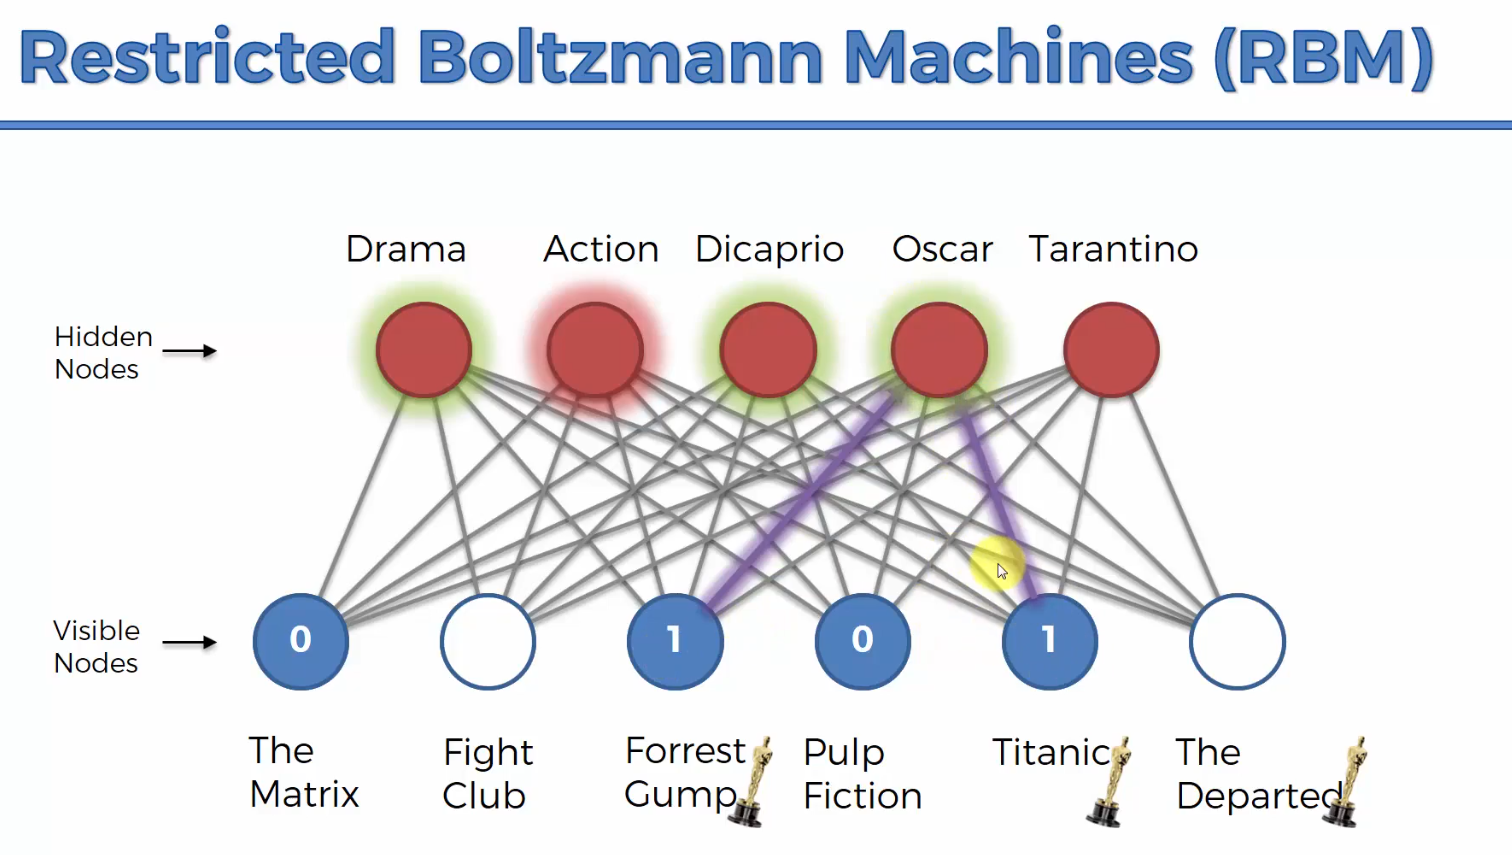 Restricted Boltzmann Machines (RBM)
Drama Action Dicaprio Oscar Tarantino
Hidden
Nodes
Visible
Nodes
0 1 0 1
The Fight Forrest Pulp Titanic The
Matrix Club Gump Fiction Departed